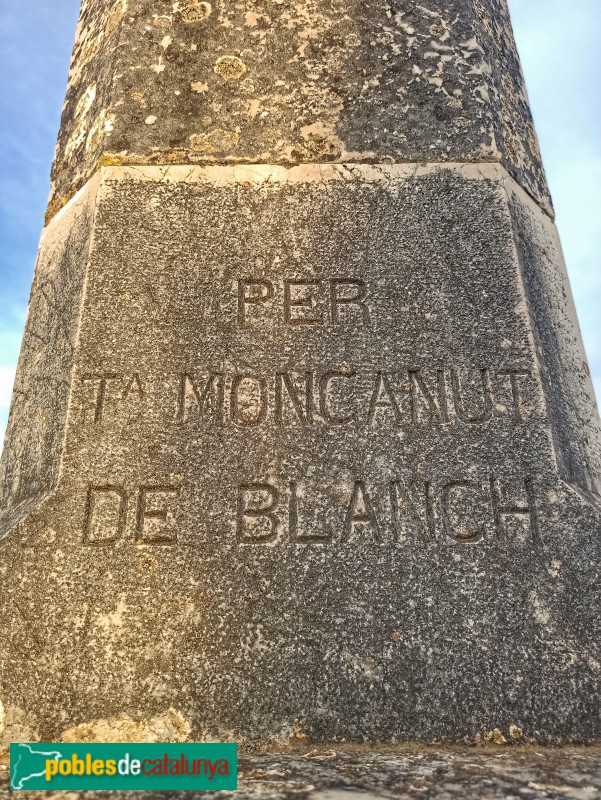 PER
TA MONCANUT
DE BLANCH
poblesdecatalunya